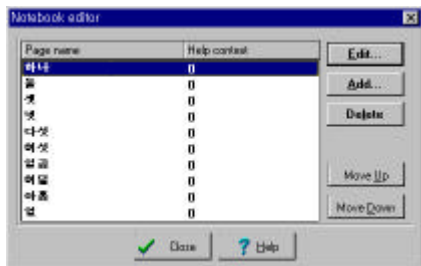 Notebook editor
Page name Help context
하나 0
둘 0
셋 0
넷 0
다섯 0
여섯 0
일곱 0
여덟 0
아홉 0
열 0
Edit...
Add...
Delete
Move Up
Move Down
Close
Help